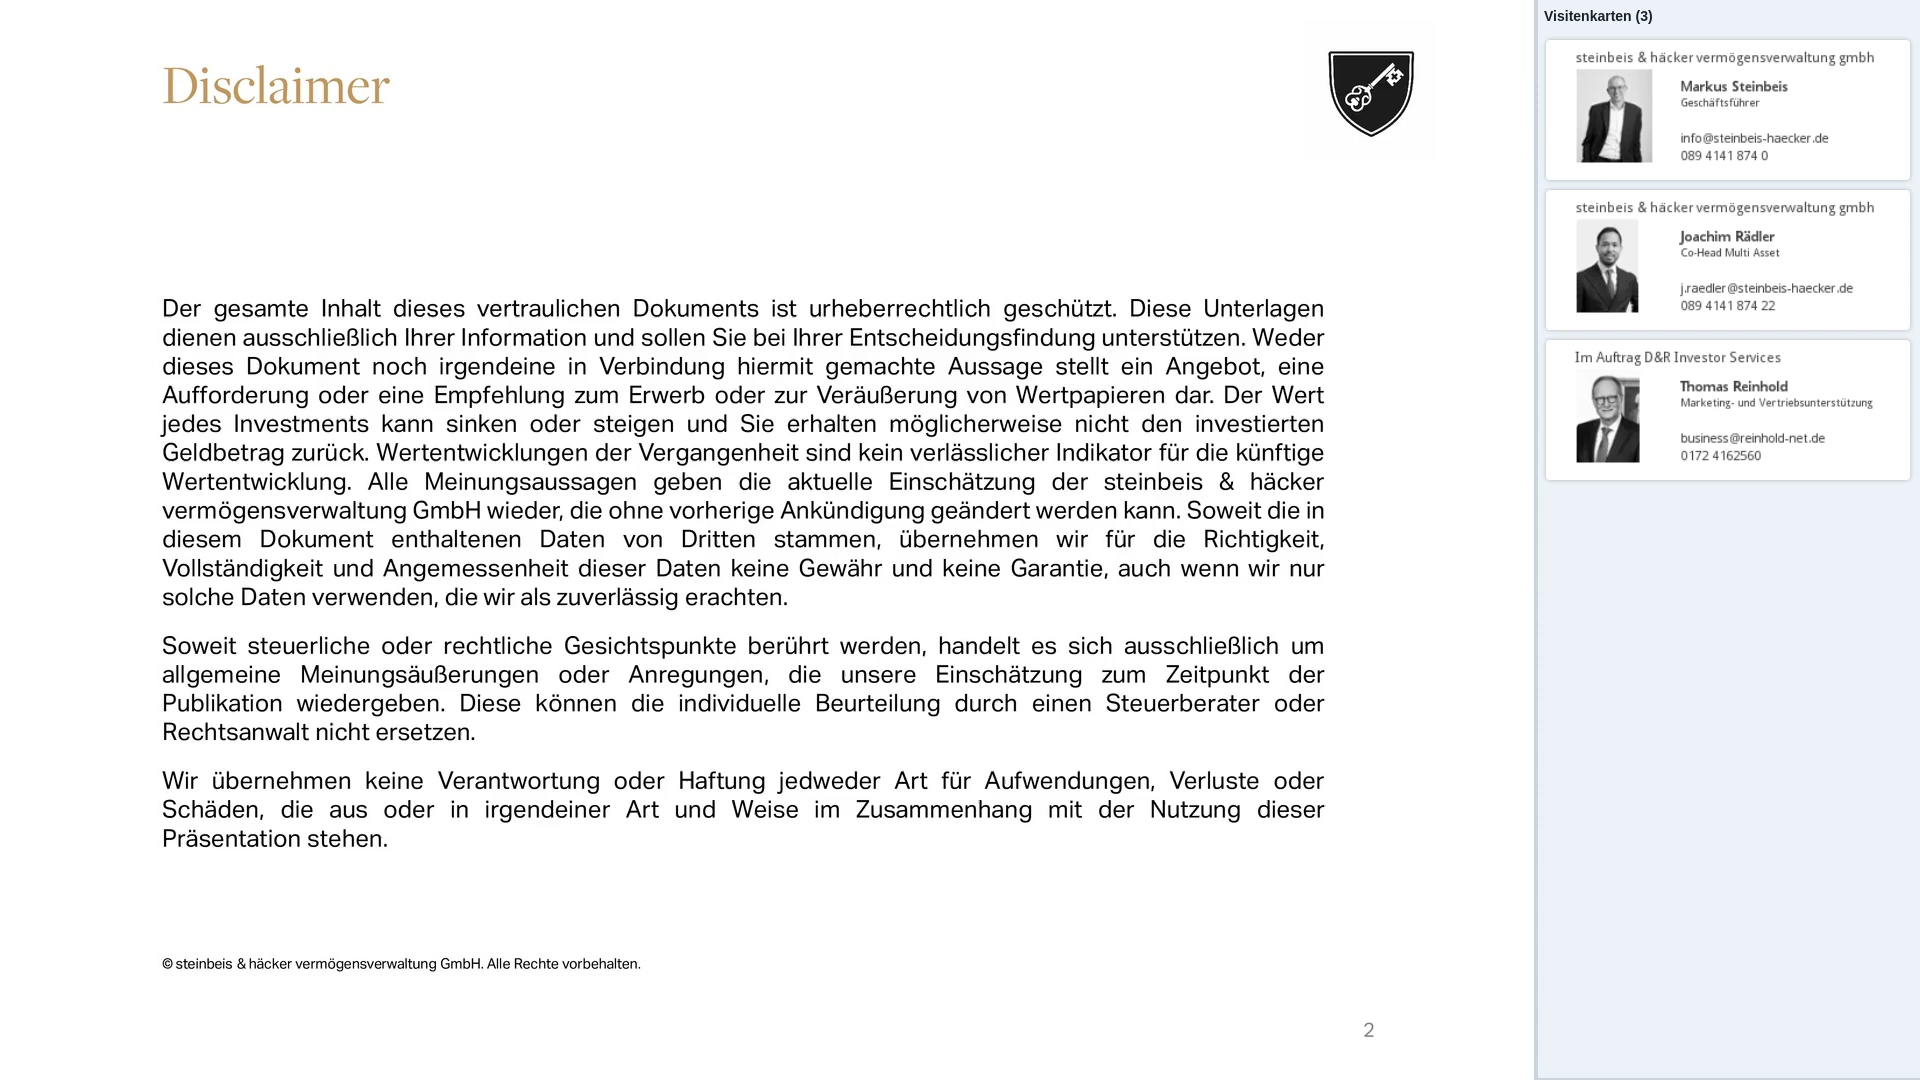 Disclaimer
Der gesamte Inhalt dieses vertraulichen Dokuments ist urheberrechtlich geschützt. Diese Unterlagen
dienen ausschließlich Ihrer Information und sollen Sie bei Ihrer Entscheidungsfindung unterstützen. Weder
dieses Dokument noch irgendeine in Verbindung hiermit gemachte Aussage stellt ein Angebot, eine
Aufforderung oder eine Empfehlung zum Erwerb oder zur Veräußerung von Wertpapieren dar. Der Wert
jedes Investments kann sinken oder steigen und Sie erhalten möglicherweise nicht den investierten
Geldbetrag zurück. Wertentwicklungen der Vergangenheit sind kein verlässlicher Indikator für die künftige
Wertentwicklung. Alle Meinungsaussagen geben die aktuelle Einschätzung der steinbeis & häcker
vermögensverwaltung GmbH wieder, die ohne vorherige Ankündigung geändert werden kann. Soweit die in
diesem Dokument enthaltenen Daten von Dritten stammen, übernehmen wir für die Richtigkeit,
Vollständigkeit und Angemessenheit dieser Daten keine Gewähr und keine Garantie, auch wenn wir nur
solche Daten verwenden, die wir als zuverlässig erachten.
Soweit steuerliche oder rechtliche Gesichtspunkte berührt werden, handelt es sich ausschließlich um
allgemeine Meinungsäußerungen oder Anregungen, die unsere Einschätzung zum Zeitpunkt der
Publikation wiedergeben. Diese können die individuelle Beurteilung durch einen Steuerberater oder
Rechtsanwalt nicht ersetzen.
Wir übernehmen keine Verantwortung oder Haftung jedweder Art für Aufwendungen, Verluste oder
Schäden, die aus oder in irgendeiner Art und Weise im Zusammenhang mit der Nutzung dieser
Präsentation stehen.
© steinbeis & häcker vermögensverwaltung GmbH. Alle Rechte vorbehalten.
2
Visitenkarten (3)
steinbeis & häcker vermögensverwaltung gmbh
Markus Steinbeis
Geschäftsführer
info@steinbeis-haecker.de
089 4141 874 0
steinbeis & häcker vermögensverwaltung gmbh
Joachim Rädler
Co-Head Multi Asset
j.raedler@steinbeis-haecker.de
089 4141 874 22
Im Auftrag D&R Investor Services
Thomas Reinhold
Marketing- und Vertriebsunterstützung
business@reinhold-net.de
0172 4162560